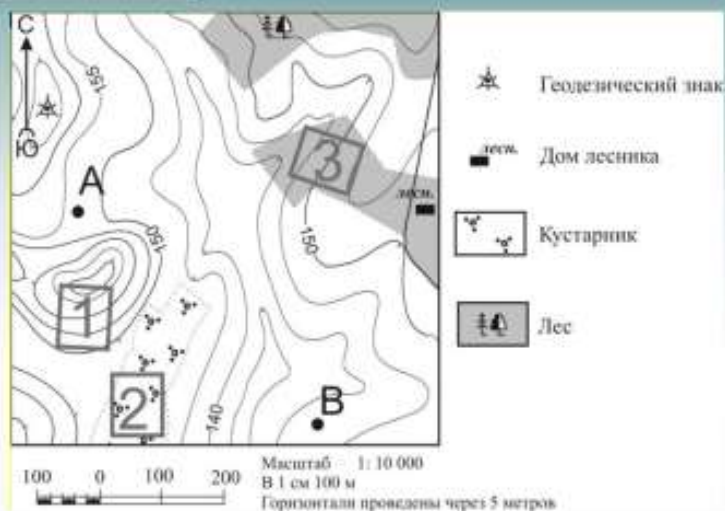 С
Ю
155
А
150
1
2
3
лесн.
150
140
В
Геодезический знак
лесн.
Дом лесника
Кустарник
Лес
100 0 100 200
Масштаб 1: 10 000
В 1 см 100 м
Горизонтали проведены через 5 метров